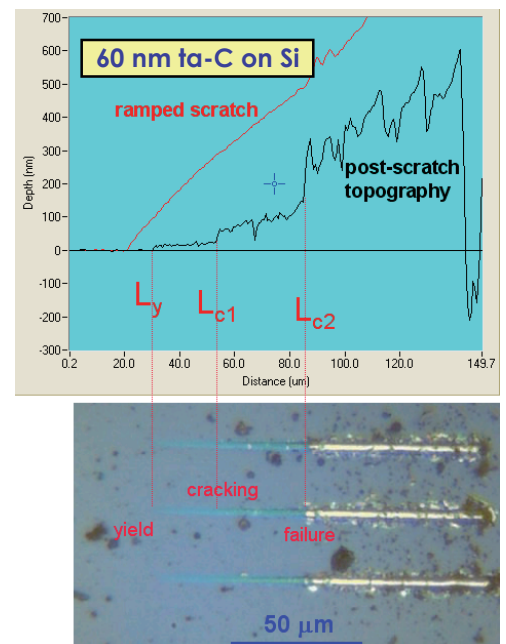 700-
60 nm ta-C on Si
600-
ramped scratch
500-
400-
300-
post-scratch
topography
200-
100-
0-
-100-
-200-
-300-
Depth (nm)
Ly
Lc1
Lc2
0.2 20.0 40.0 60.0 80.0 100.0 120.0 149.7
Distance (um)
cracking
yield
failure
50 μm